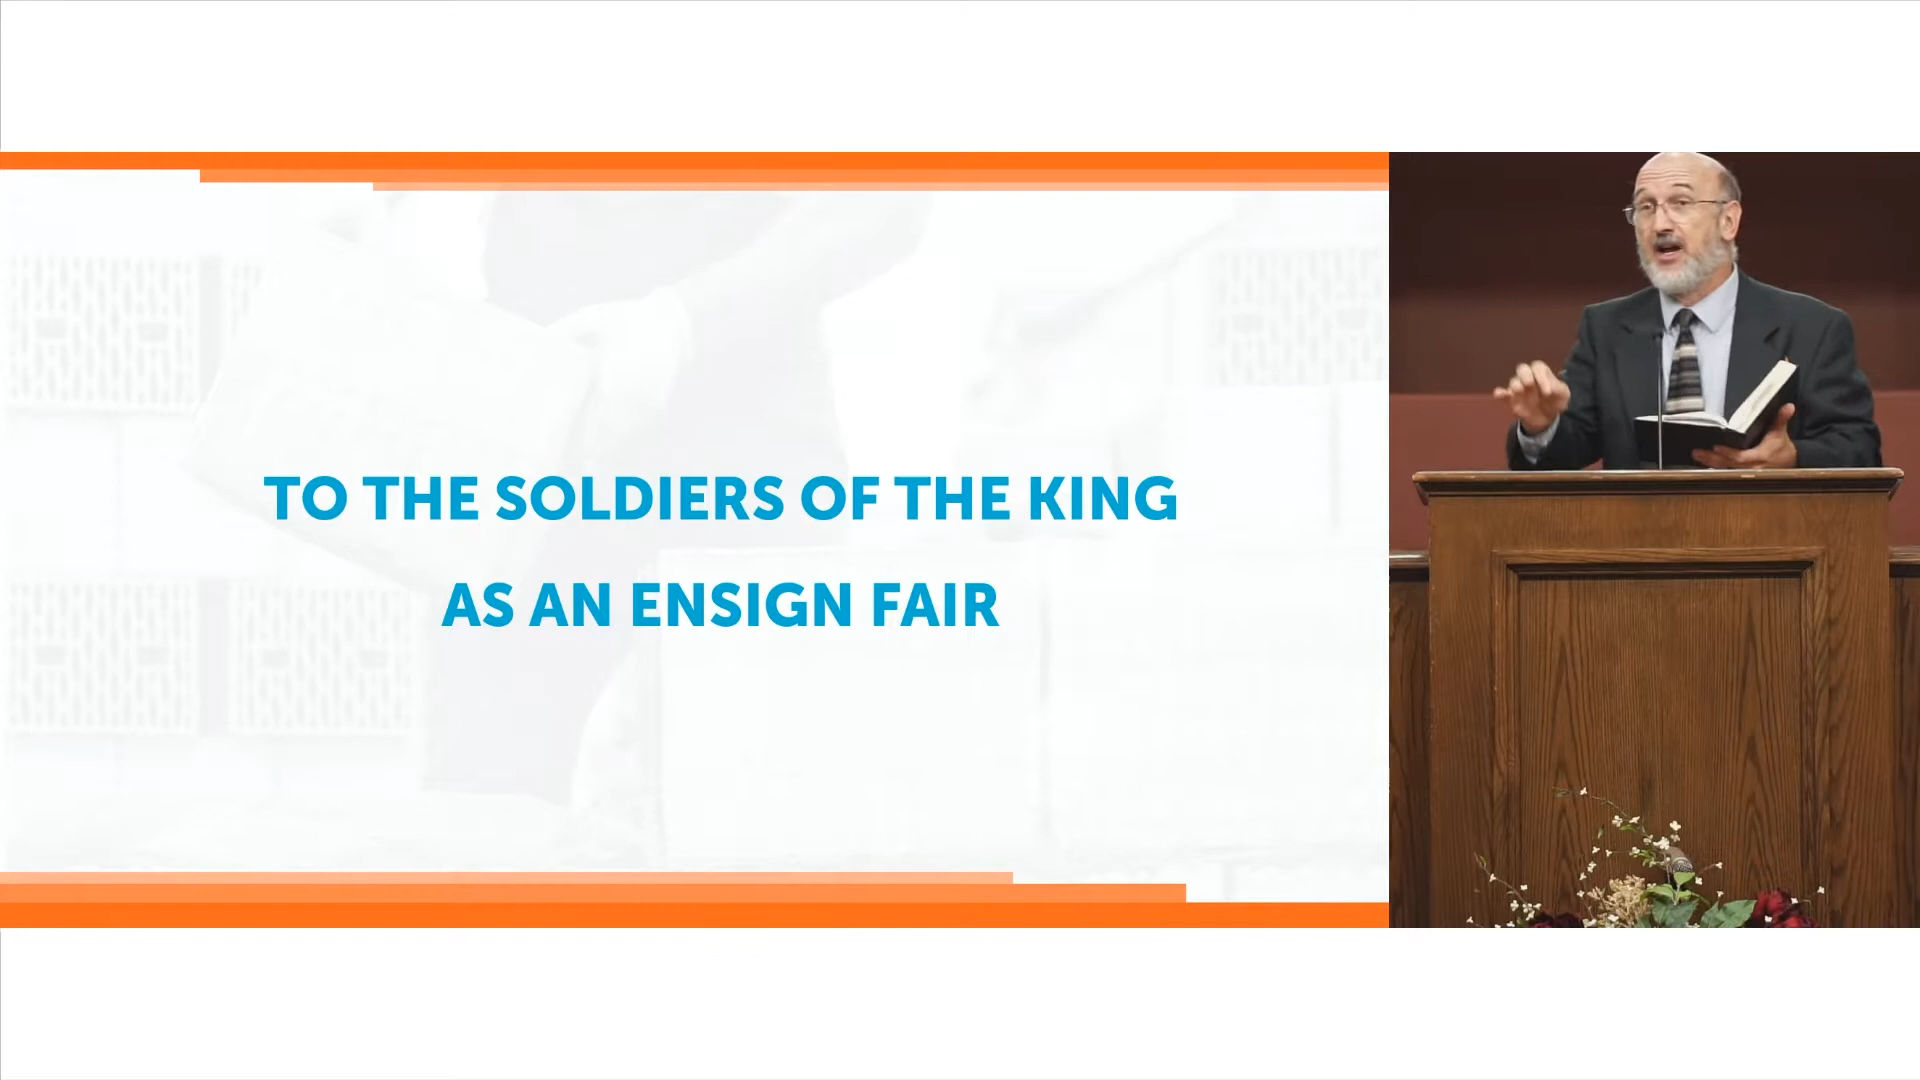 TO THE SOLDIERS OF THE KING
AS AN ENSIGN FAIR